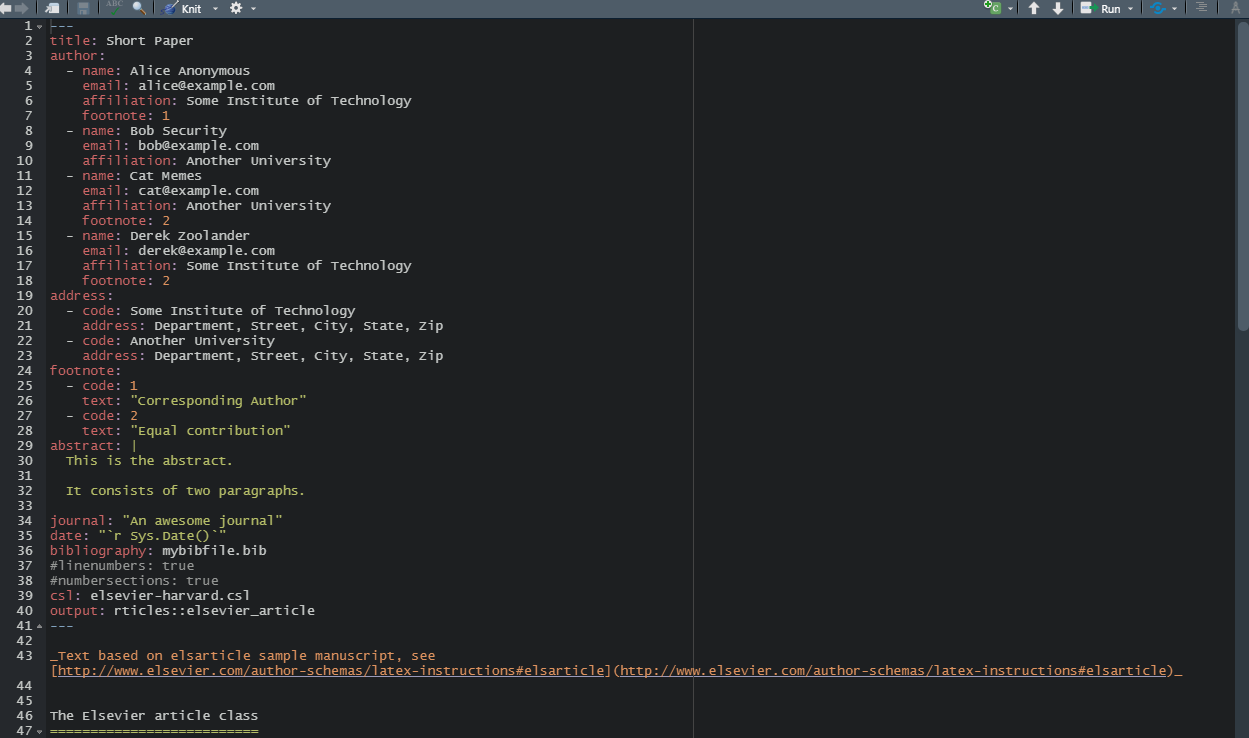 ABC Knit C Run A
1 ---
2 title: Short Paper
3 author:
4 - name: Alice Anonymous
5 email: alice@example.com
6 affiliation: Some Institute of Technology
7 footnote: 1
8 - name: Bob Security
9 email: bob@example.com
10 affiliation: Another University
11 - name: Cat Memes
12 email: cat@example.com
13 affiliation: Another University
14 footnote: 2
15 - name: Derek Zoolander
16 email: derek@example.com
17 affiliation: Some Institute of Technology
18 footnote: 2
19 address:
20 - code: Some Institute of Technology
21 address: Department, Street, City, State, Zip
22 - code: Another University
23 address: Department, Street, City, State, Zip
24 footnote:
25 - code: 1
26 text: "Corresponding Author"
27 - code: 2
28 text: "Equal contribution"
29 abstract: |
30 This is the abstract.
31
32 It consists of two paragraphs.
33
34 journal: "An awesome journal"
35 date: "`r Sys.Date()`"
36 bibliography: mybibfile.bib
37 #linenumbers: true
38 #numbersections: true
39 csl: elsevier-harvard.csl
40 output: rticles::elsevier_article
41 ---
42
43 _Text based on elsarticle sample manuscript, see
[http://www.elsevier.com/author-schemas/latex-instructions#elsarticle](http://www.elsevier.com/author-schemas/latex-instructions#elsarticle)_
44
45
46 The Elsevier article class
47 ==========================